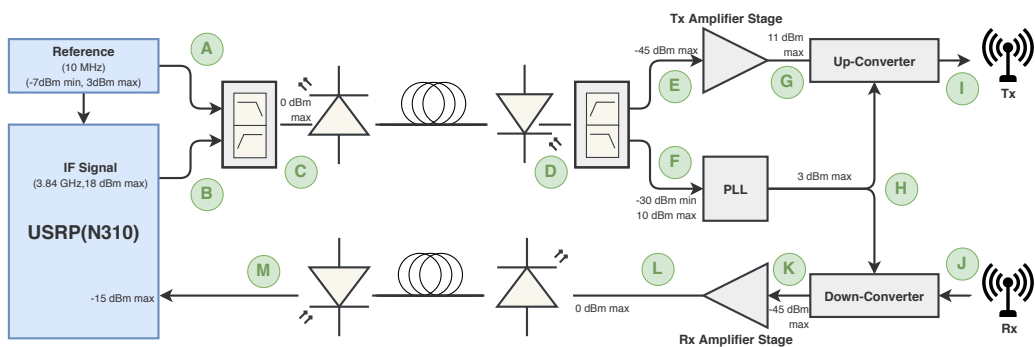 Reference
(10 MHz)
(-7dBm min, 3dBm max)
A
IF Signal
(3.84 GHz,18 dBm max)
USRP(N310)
-15 dBm max
B
0 dBm
max
C
D
-45 dBm max
E
Tx Amplifier Stage
11 dBm
max
G
Up-Converter
I
Tx
F
-30 dBm min
10 dBm max
PLL
3 dBm max
H
M
0 dBm max
L
Rx Amplifier Stage
K
-45 dBm
max
Down-Converter
J
Rx